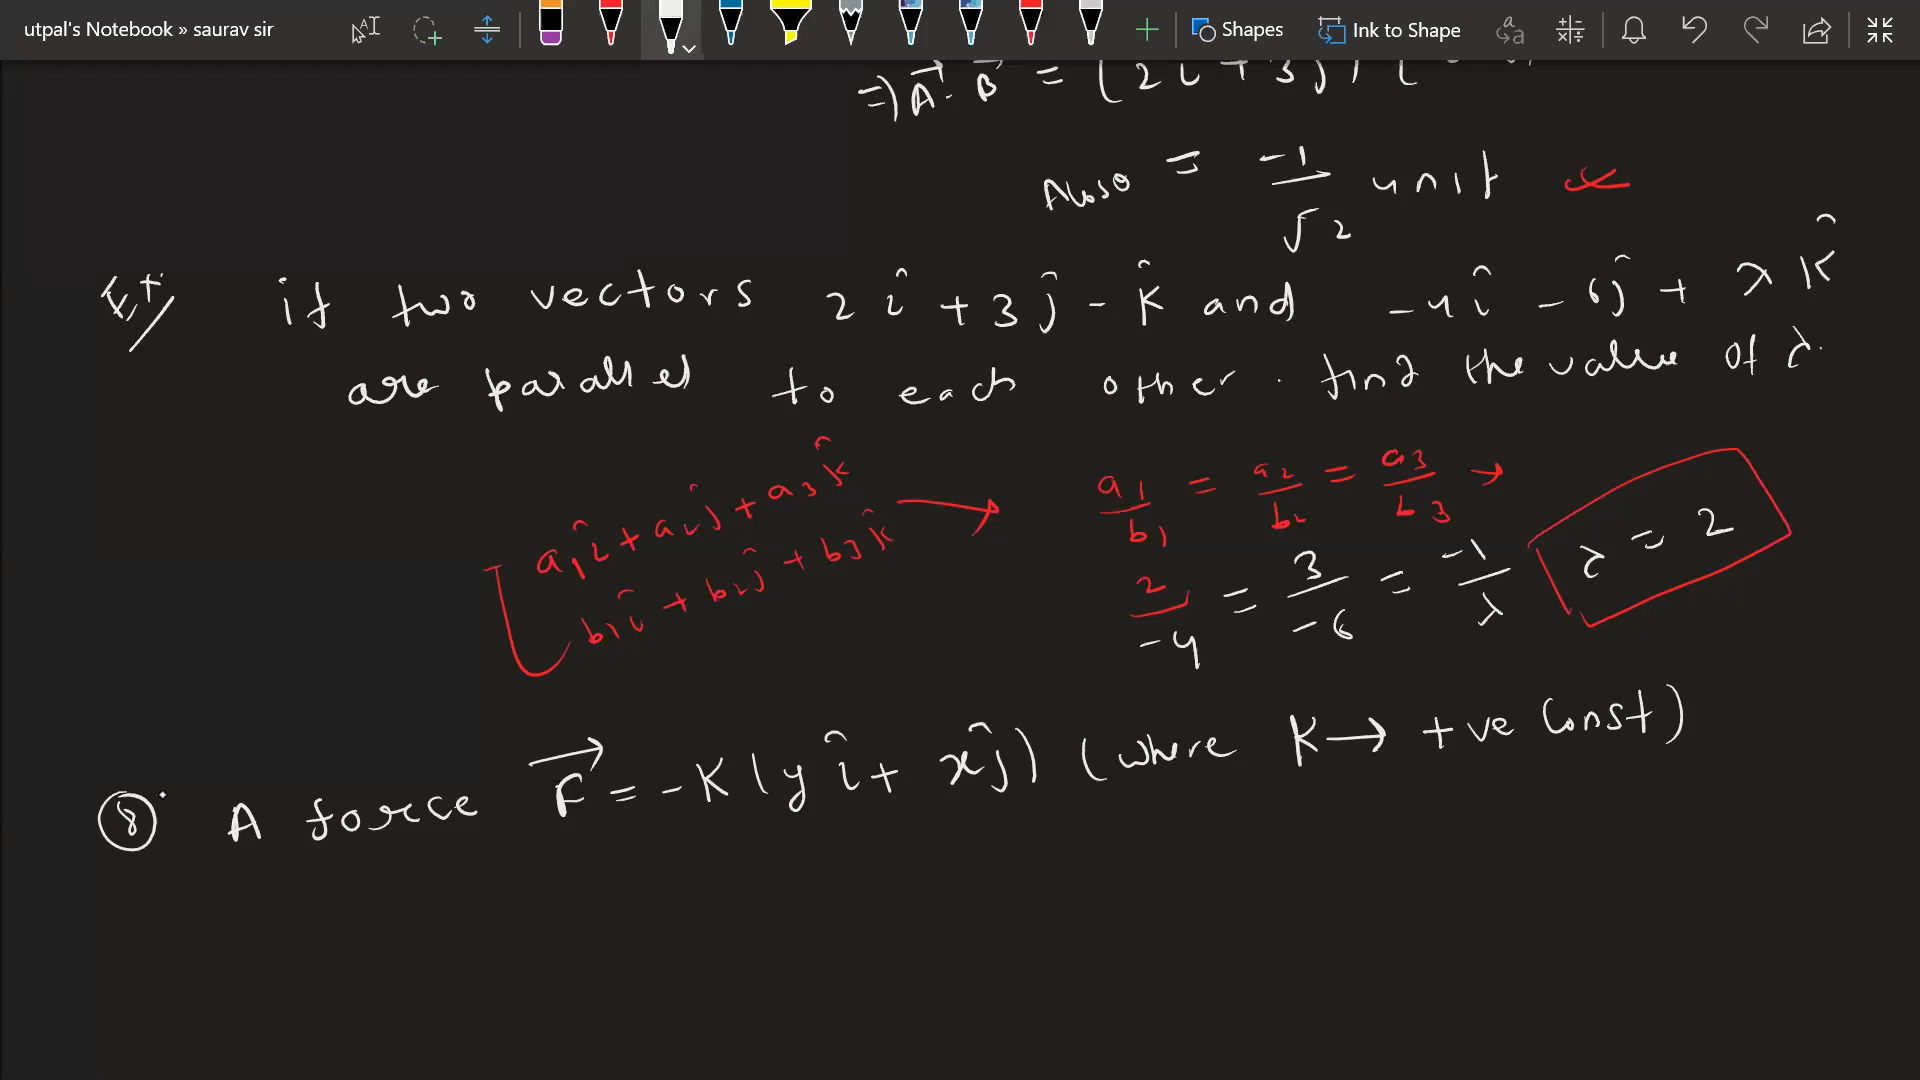 utpal's Notebook » saurav sir
Shapes
Ink to Shape
⇒) A⃗ · B⃗ = (2i + 3j) (
Also = -1/√2 unit
Ex/ if two vectors 2î + 3ĵ - k̂ and -4î - 6ĵ + λk̂
are parallel to each other. find the value of λ.
a1î + a2ĵ + a3k̂ → a1/b1 = a2/b2 = a3/b3 →
b1î + b2ĵ + b3k̂
2/-4 = 3/-6 = -1/λ λ = 2
⑧ A force F⃗ = -K(yî + xĵ) (where K → +ve Const)